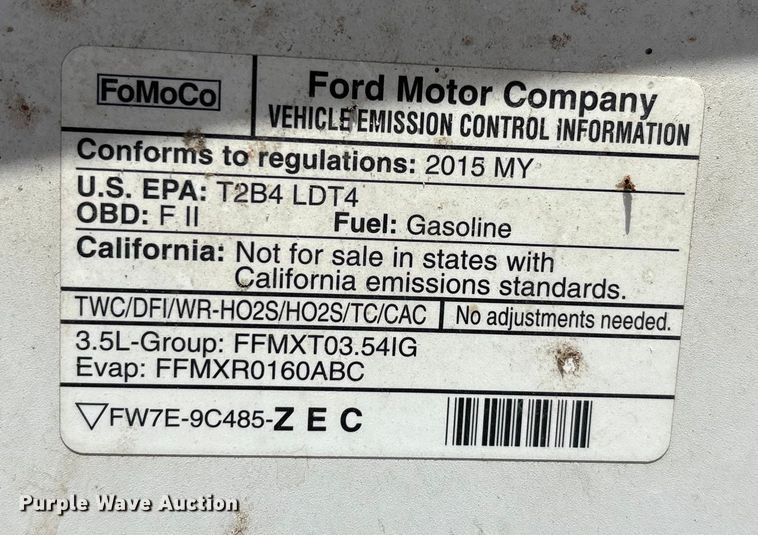 FoMoCo
Ford Motor Company
VEHICLE EMISSION CONTROL INFORMATION
Conforms to regulations: 2015 MY
U.S. EPA: T2B4 LDT4
OBD: F II Fuel: Gasoline
California: Not for sale in states with
California emissions standards.
TWC/DFI/WR-HO2S/HO2S/TC/CAC No adjustments needed.
3.5L-Group: FFMXT03.54IG
Evap: FFMXR0160ABC
FW7E-9C485-Z E C
Purple Wave Auction